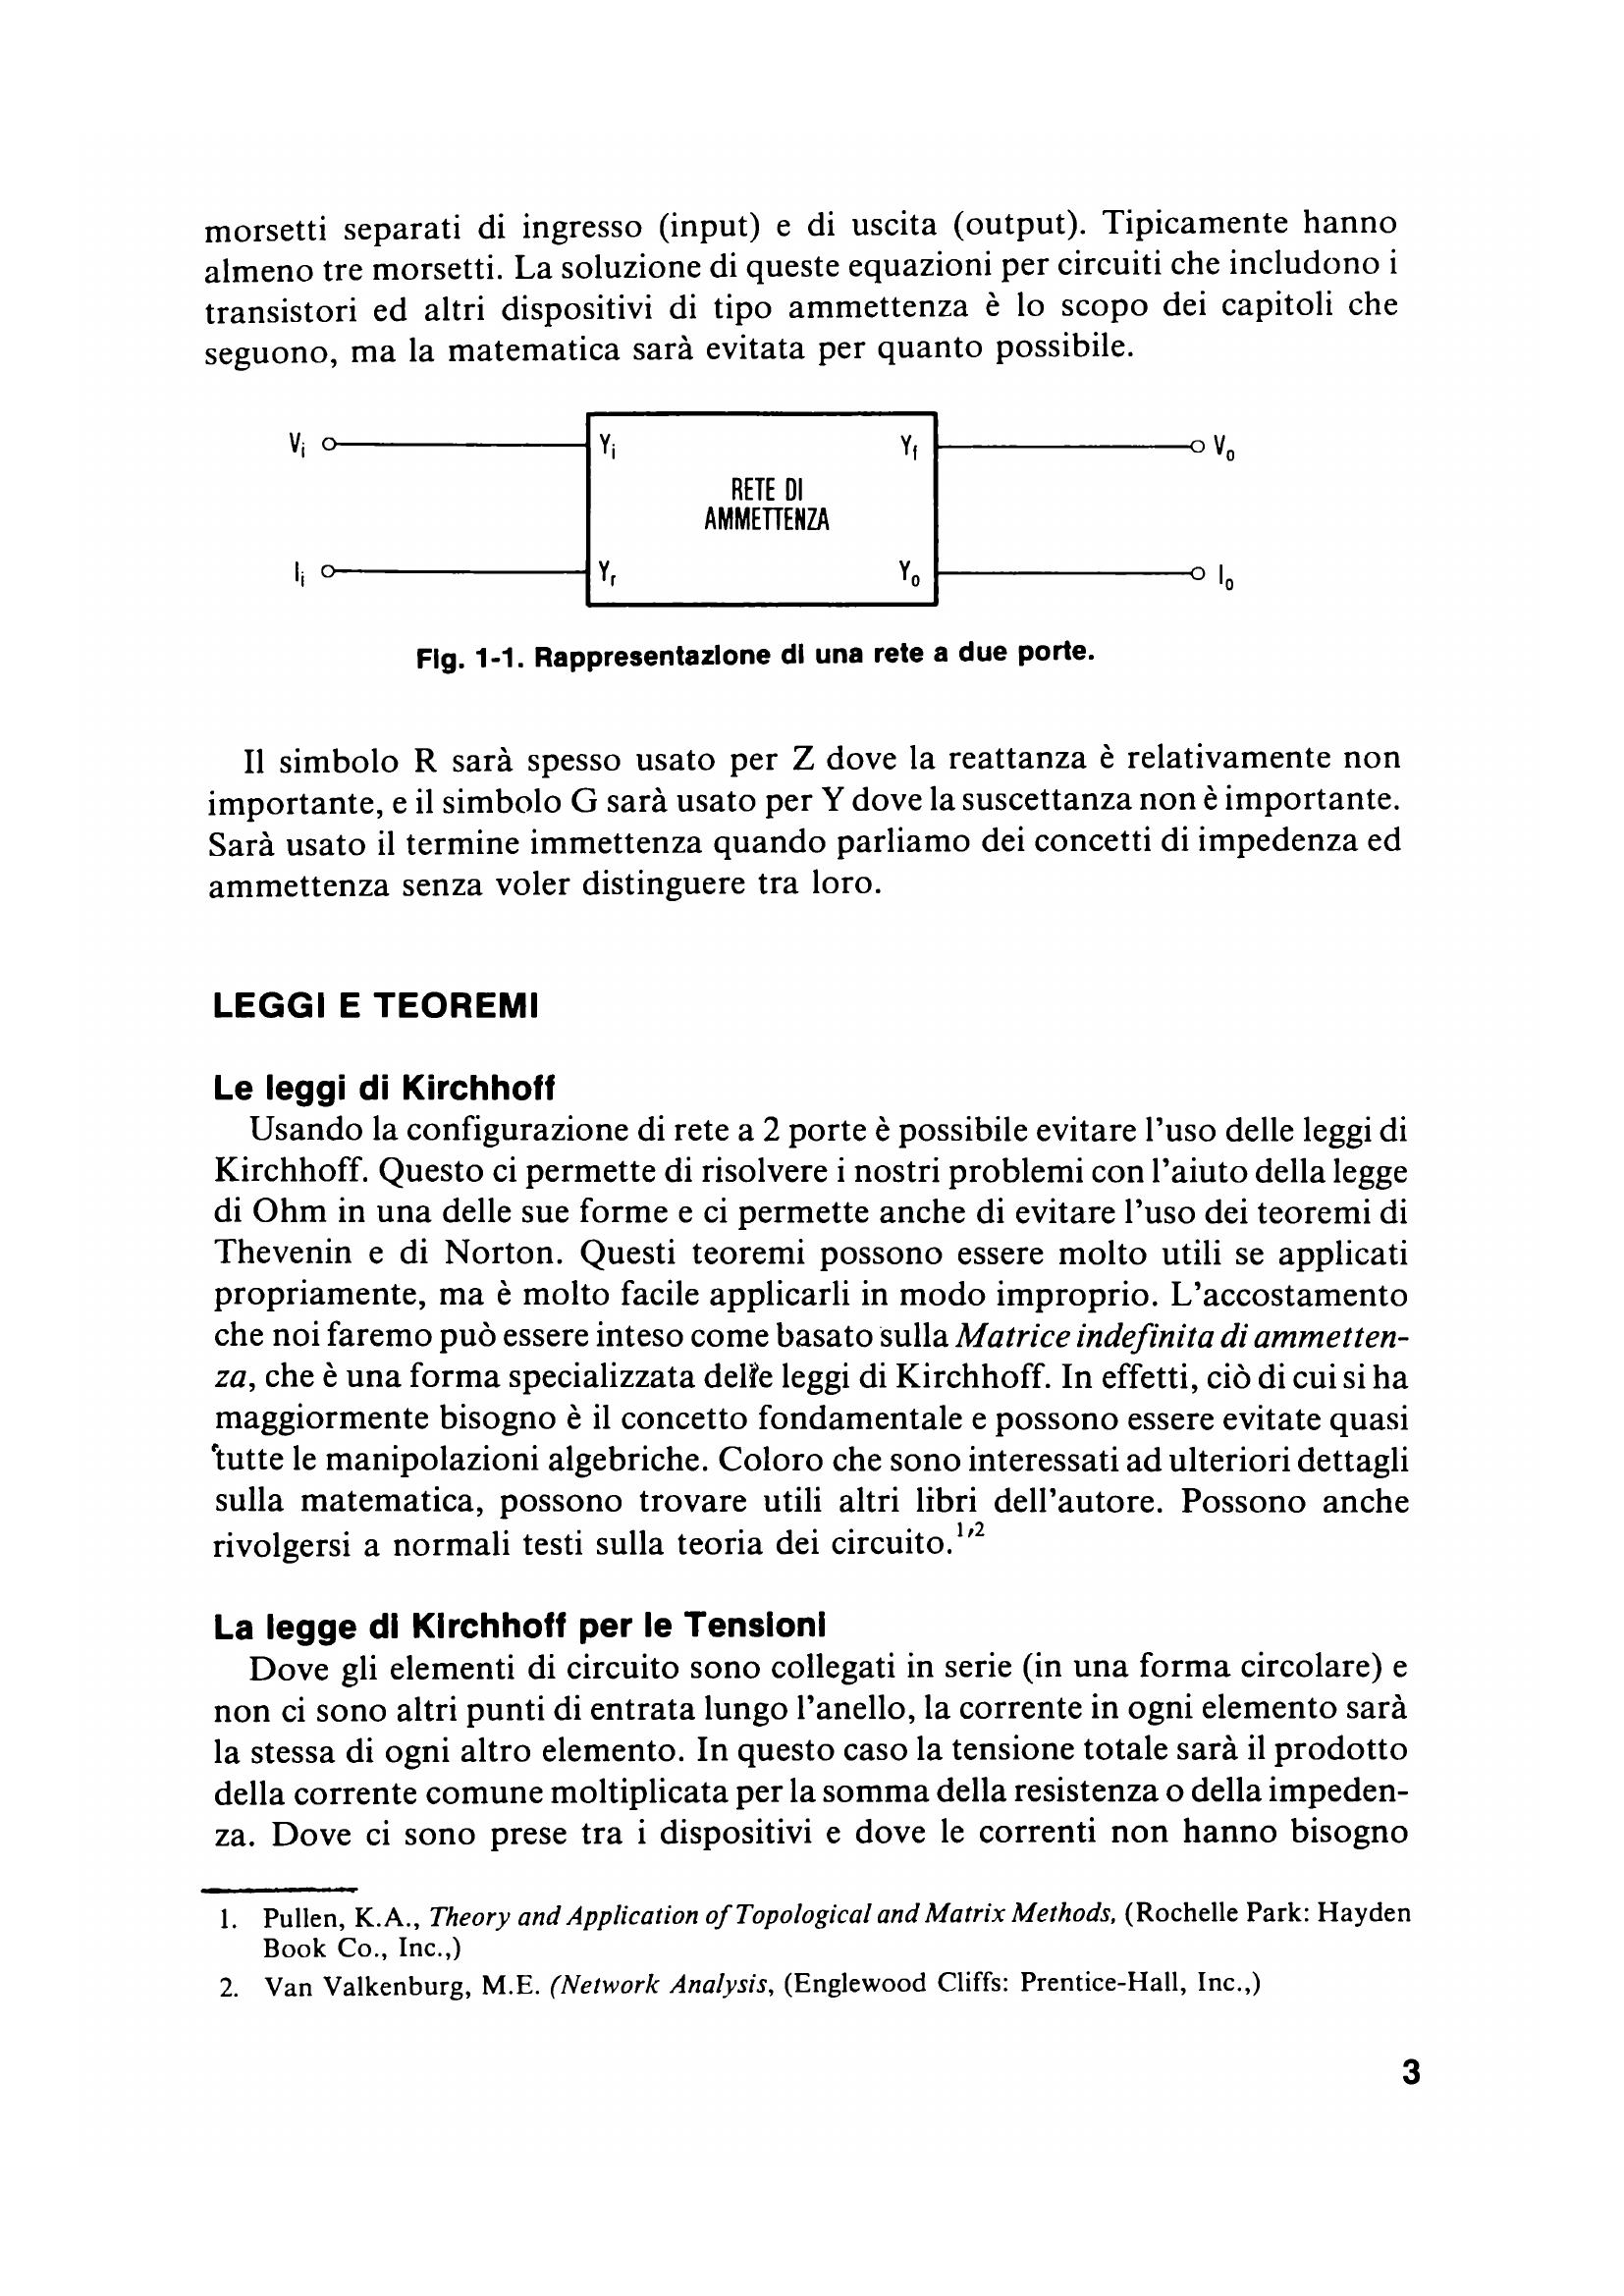 morsetti separati di ingresso (input) e di uscita (output). Tipicamente hanno
almeno tre morsetti. La soluzione di queste equazioni per circuiti che includono i
transistori ed altri dispositivi di tipo ammettenza è lo scopo dei capitoli che
seguono, ma la matematica sarà evitata per quanto possibile.
Vi Yi Yf Vo
RETE DI
AMMETTENZA
Ii Yr Yo Io
Fig. 1-1. Rappresentazione di una rete a due porte.
Il simbolo R sarà spesso usato per Z dove la reattanza è relativamente non
importante, e il simbolo G sarà usato per Y dove la suscettanza non è importante.
Sarà usato il termine immettenza quando parliamo dei concetti di impedenza ed
ammettenza senza voler distinguere tra loro.
LEGGI E TEOREMI
Le leggi di Kirchhoff
Usando la configurazione di rete a 2 porte è possibile evitare l'uso delle leggi di
Kirchhoff. Questo ci permette di risolvere i nostri problemi con l'aiuto della legge
di Ohm in una delle sue forme e ci permette anche di evitare l'uso dei teoremi di
Thevenin e di Norton. Questi teoremi possono essere molto utili se applicati
propriamente, ma è molto facile applicarli in modo improprio. L'accostamento
che noi faremo può essere inteso come basato sulla Matrice indefinita di ammetten-
za, che è una forma specializzata delle leggi di Kirchhoff. In effetti, ciò di cui si ha
maggiormente bisogno è il concetto fondamentale e possono essere evitate quasi
tutte le manipolazioni algebriche. Coloro che sono interessati ad ulteriori dettagli
sulla matematica, possono trovare utili altri libri dell'autore. Possono anche
rivolgersi a normali testi sulla teoria dei circuito.1,2
La legge di Kirchhoff per le Tensioni
Dove gli elementi di circuito sono collegati in serie (in una forma circolare) e
non ci sono altri punti di entrata lungo l'anello, la corrente in ogni elemento sarà
la stessa di ogni altro elemento. In questo caso la tensione totale sarà il prodotto
della corrente comune moltiplicata per la somma della resistenza o della impeden-
za. Dove ci sono prese tra i dispositivi e dove le correnti non hanno bisogno
1. Pullen, K.A., Theory and Application of Topological and Matrix Methods, (Rochelle Park: Hayden
Book Co., Inc.,)
2. Van Valkenburg, M.E. (Network Analysis, (Englewood Cliffs: Prentice-Hall, Inc.,)
3